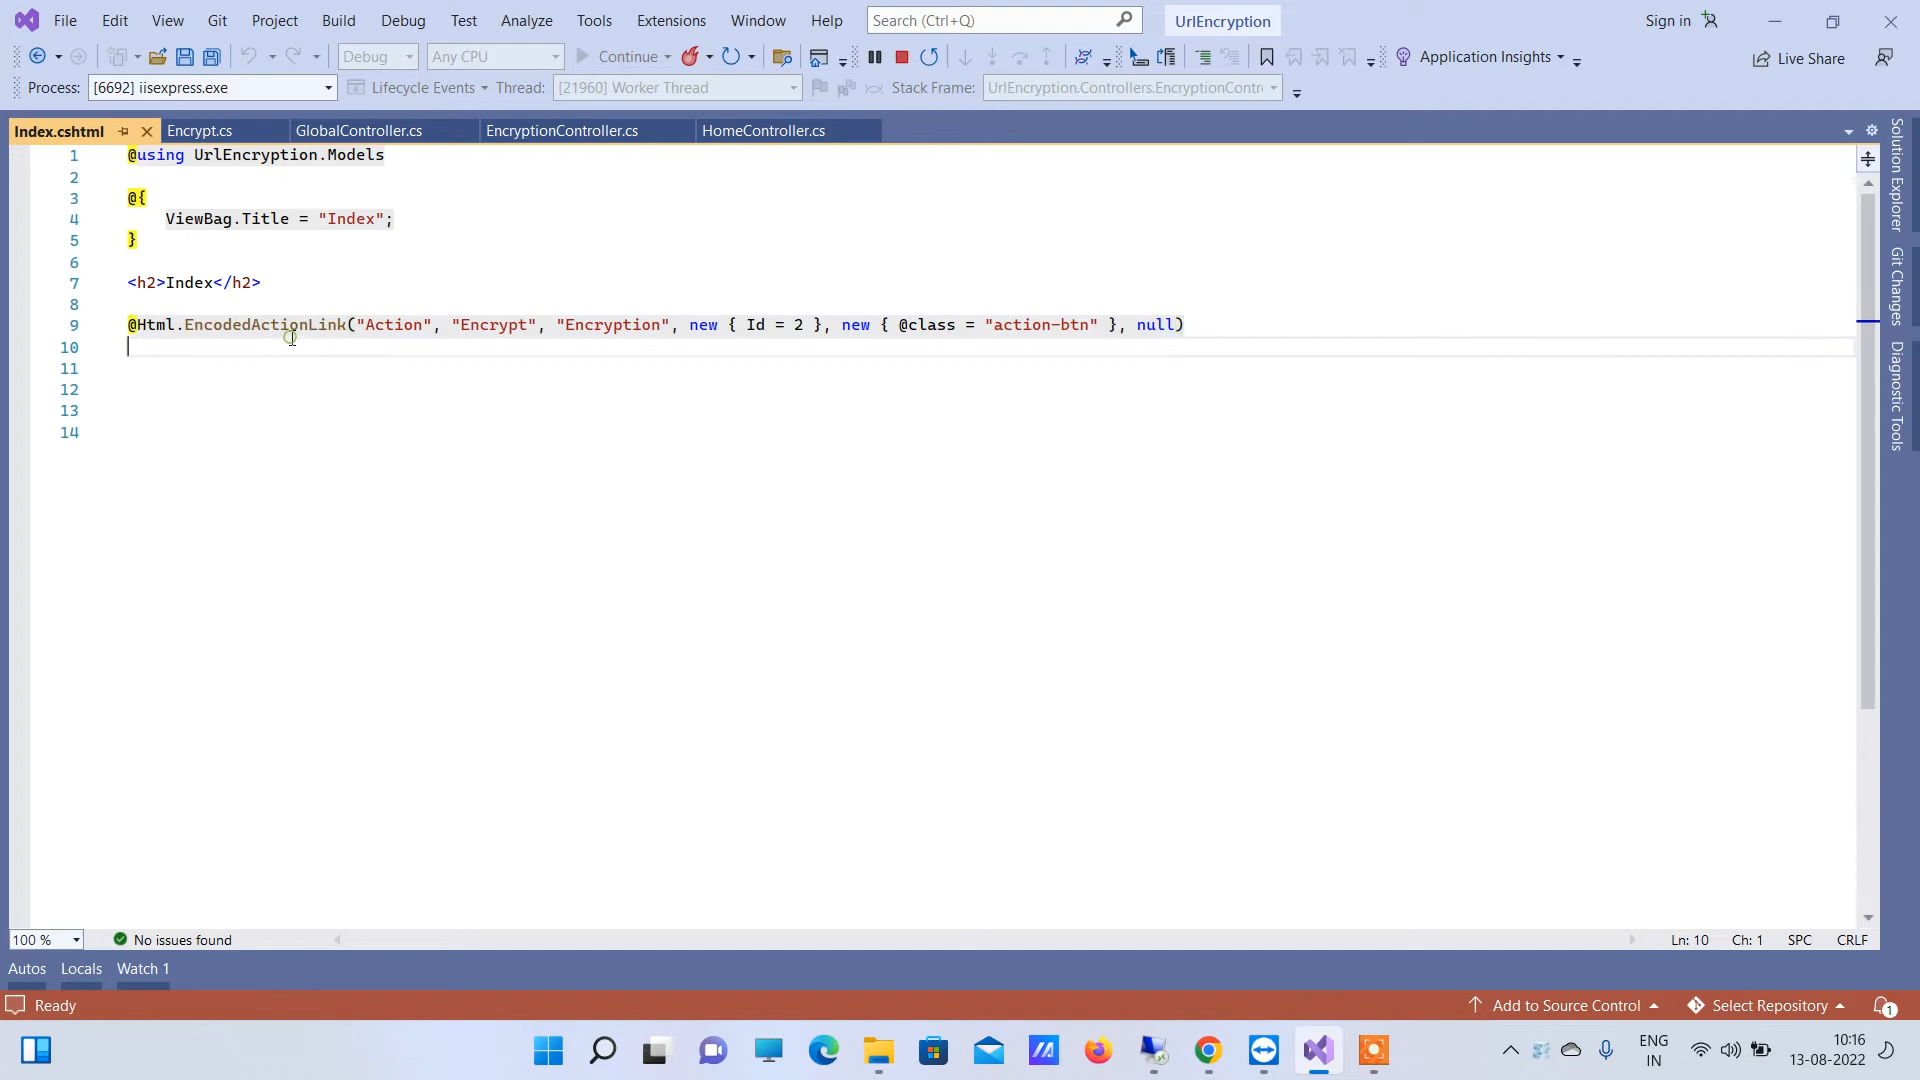 File Edit View Git Project Build Debug Test Analyze Tools Extensions Window Help Search (Ctrl+Q) UrlEncryption Sign in
Debug Any CPU Continue Application Insights Live Share
Process: [6692] iisexpress.exe Lifecycle Events Thread: [21960] Worker Thread Stack Frame: UrlEncryption.Controllers.EncryptionContr
Index.cshtml Encrypt.cs GlobalController.cs EncryptionController.cs HomeController.cs
1 @using UrlEncryption.Models
2
3 @{
4 ViewBag.Title = "Index";
5 }
6
7 <h2>Index</h2>
8
9 @Html.EncodedActionLink("Action", "Encrypt", "Encryption", new { Id = 2 }, new { @class = "action-btn" }, null)
10
11
12
13
14
Solution Explorer
Git Changes
Diagnostic Tools
100 % No issues found Ln: 10 Ch: 1 SPC CRLF
Autos Locals Watch 1
Ready Add to Source Control Select Repository 1
ENG
IN
10:16
13-08-2022